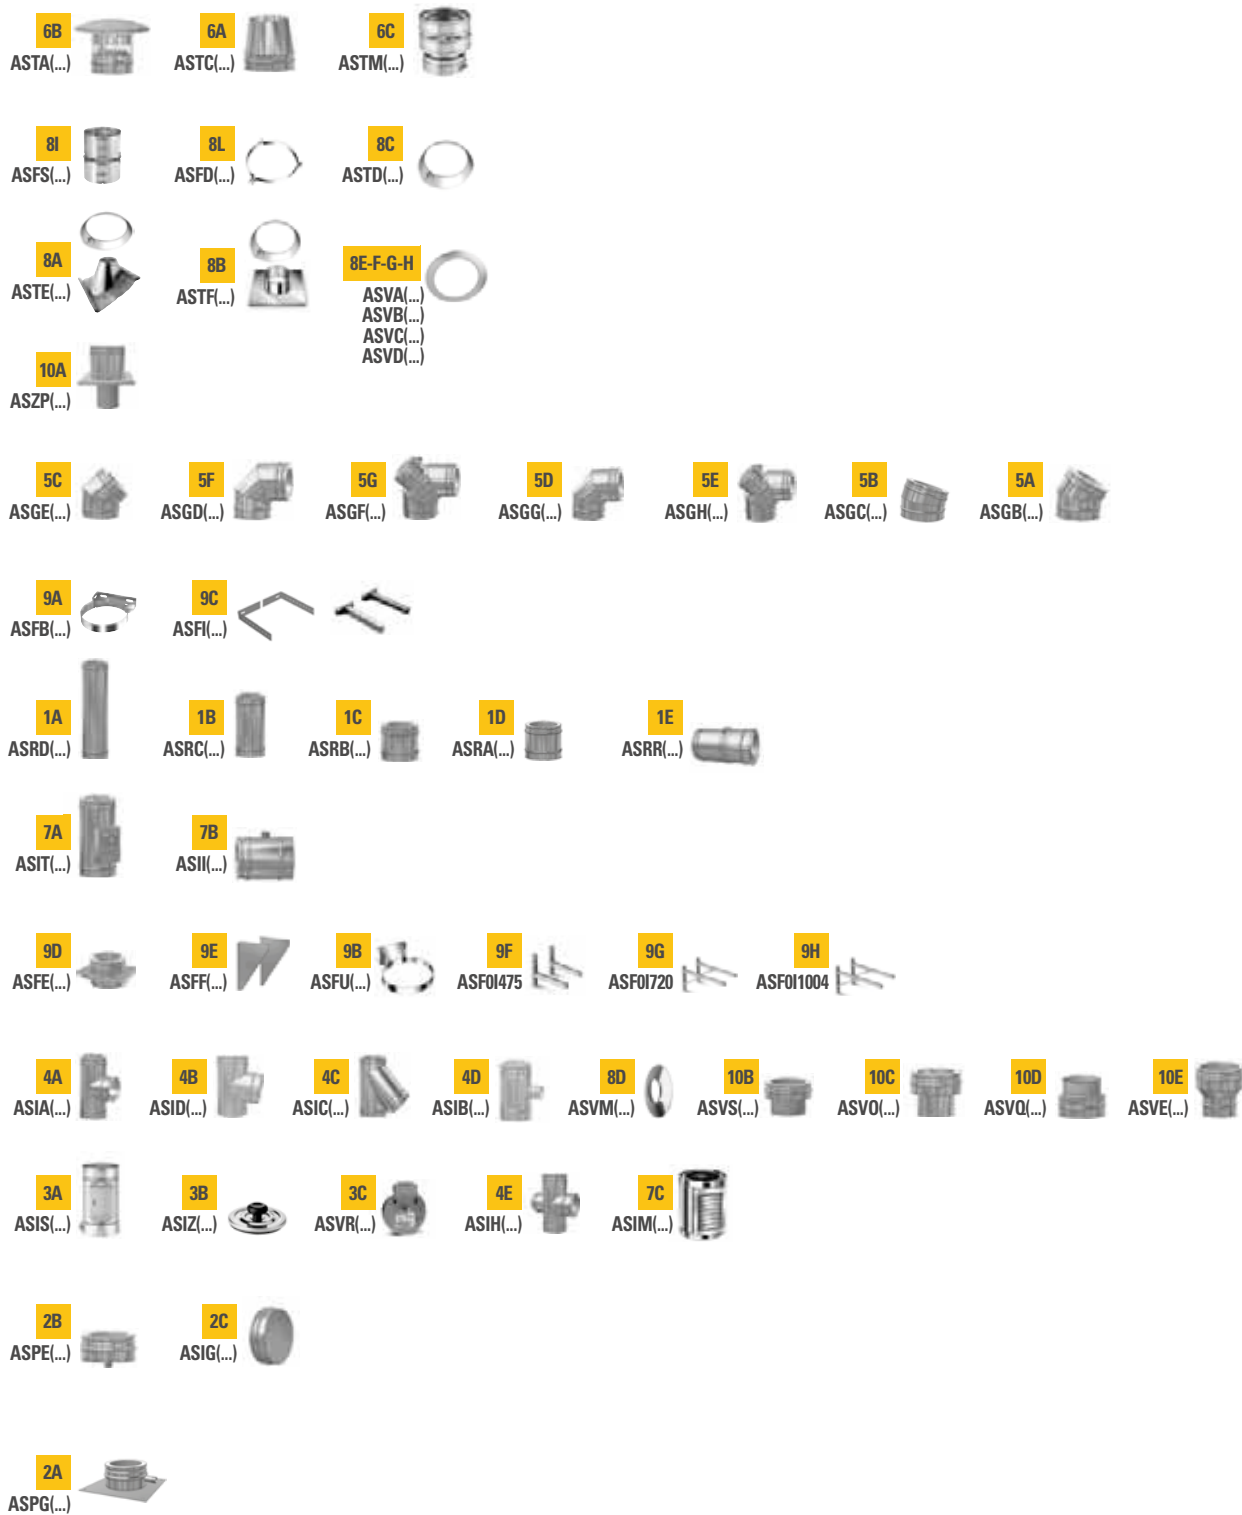 6B
ASTA(...)
6A
ASTC(...)
6C
ASTM(...)
8I
ASFS(...)
8L
ASFD(...)
8C
ASTD(...)
8A
ASTE(...)
8B
ASTF(...)
8E-F-G-H
ASVA(...)
ASVB(...)
ASVC(...)
ASVD(...)
10A
ASZP(...)
5C
ASGE(...)
5F
ASGD(...)
5G
ASGF(...)
5D
ASGG(...)
5E
ASGH(...)
5B
ASGC(...)
5A
ASGB(...)
9A
ASFB(...)
9C
ASFI(...)
1A
ASRD(...)
1B
ASRC(...)
1C
ASRB(...)
1D
ASRA(...)
1E
ASRR(...)
7A
ASIT(...)
7B
ASII(...)
9D
ASFE(...)
9E
ASFF(...)
9B
ASFU(...)
9F
ASF0I475
9G
ASF0I720
9H
ASF0I1004
4A
ASIA(...)
4B
ASID(...)
4C
ASIC(...)
4D
ASIB(...)
8D
ASVM(...)
10B
ASVS(...)
10C
ASVO(...)
10D
ASVQ(...)
10E
ASVE(...)
3A
ASIS(...)
3B
ASIZ(...)
3C
ASVR(...)
4E
ASIH(...)
7C
ASIM(...)
2B
ASPE(...)
2C
ASIG(...)
2A
ASPG(...)